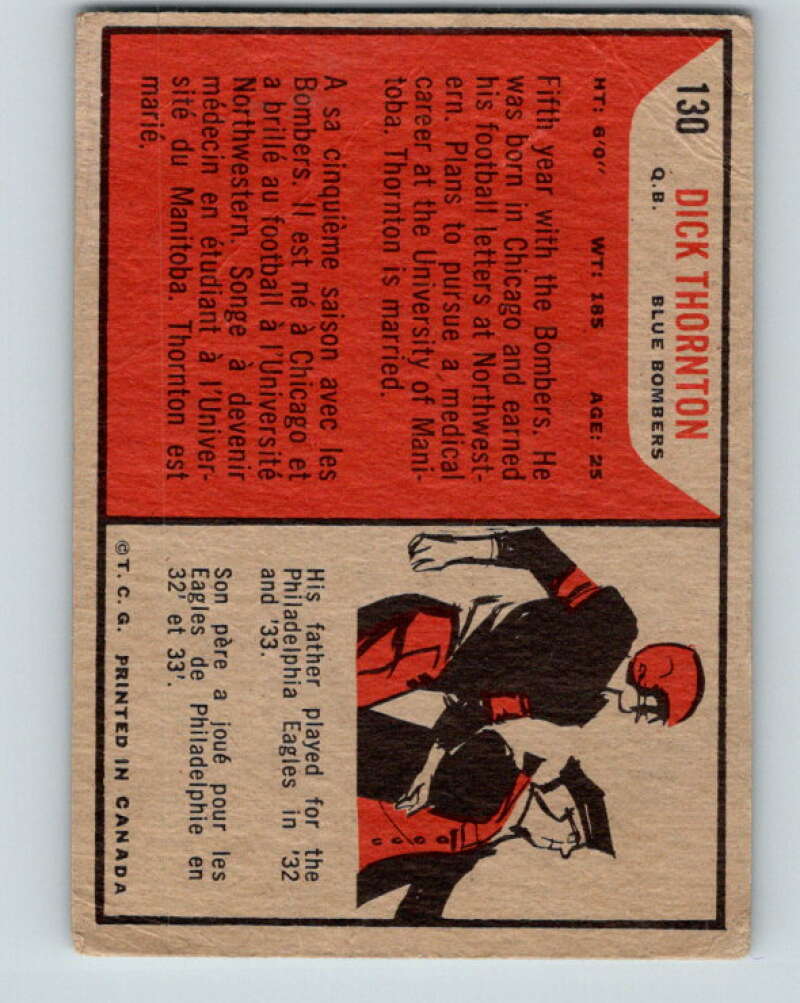 130 DICK THORNTON
Q.B. BLUE BOMBERS
HT: 6'0" WT: 185 AGE: 25
Fifth year with the Bombers. He
was born in Chicago and earned
his football letters at Northwest-
ern. Plans to pursue a medical
career at the University of Mani-
toba. Thornton is married.
A sa cinquième saison avec les
Bombers. Il est né à Chicago et
a brillé au football à l'Université
Northwestern. Songe à devenir
médecin en étudiant à l'Univer-
sité du Manitoba. Thornton est
marié.
His father played for the
Philadelphia Eagles in '32
and '33.
Son père a joué pour les
Eagles de Philadelphie en
32' et 33'.
©T.C.G. PRINTED IN CANADA